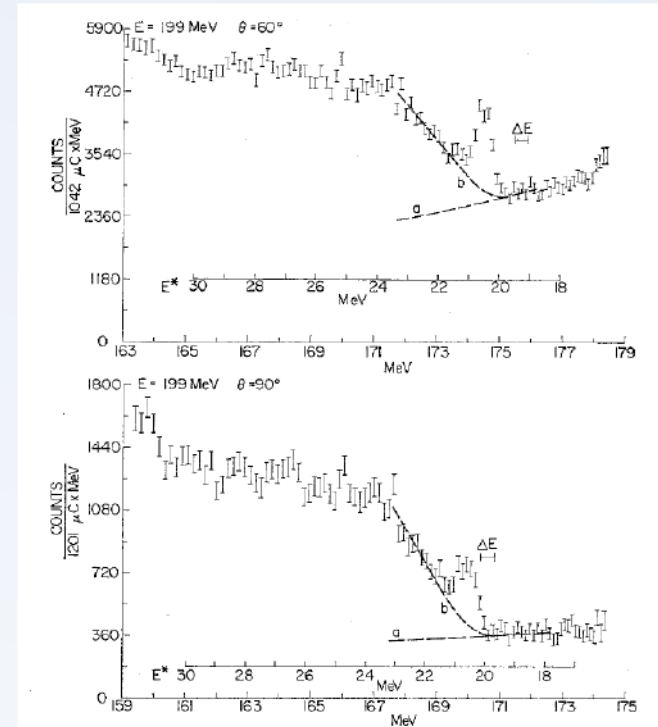 5900 E = 199 MeV θ = 60°
4720
3540
2360
1180
0
COUNTS
1042 μC x MeV
ΔE
b
a
E* 30 28 26 24 22 20 18
MeV
163 165 167 169 171 173 175 177 179
MeV
1800 E = 199 MeV θ = 90°
1440
1080
720
360
0
COUNTS
1201 μC x MeV
ΔE
b
a
E* 30 28 26 24 22 20 18
MeV
159 161 163 165 167 169 171 173 175
MeV